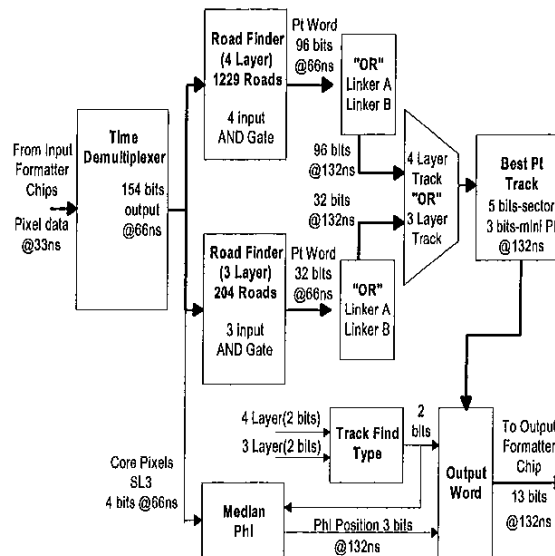 From Input
Formatter
Chips
Pixel data
@33ns
Time
Demultiplexer
154 bits
output
@66ns
Road Finder
(4 Layer)
1229 Roads
4 input
AND Gate
Pt Word
96 bits
@66ns
"OR"
Linker A
Linker B
96 bits
@132ns
32 bits
@132ns
4 Layer
Track
"OR"
3 Layer
Track
Best Pt
Track
5 bits-sector
3 bits-mini Pl
@132ns
Road Finder
(3 Layer)
204 Roads
3 input
AND Gate
Pt Word
32 bits
@66ns
"OR"
Linker A
Linker B
4 Layer(2 bits)
3 Layer(2 bits)
Track Find
Type
2
bits
Core Pixels
SL3
4 bits @66ns
Median
Phi
Phi Position 3 bits
@132ns
Output
Word
To Output
Formatter
Chip
13 bits
@132ns